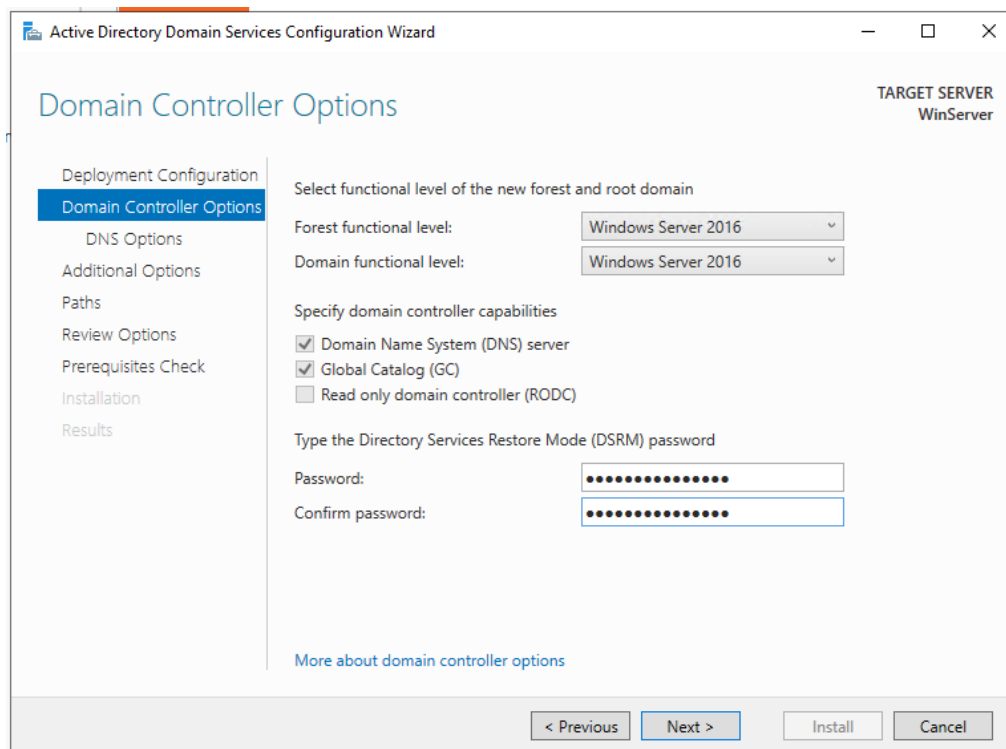 Active Directory Domain Services Configuration Wizard
Domain Controller Options
TARGET SERVER
WinServer
Deployment Configuration
Domain Controller Options
DNS Options
Additional Options
Paths
Review Options
Prerequisites Check
Installation
Results
Select functional level of the new forest and root domain
Forest functional level: Windows Server 2016
Domain functional level: Windows Server 2016
Specify domain controller capabilities
Domain Name System (DNS) server
Global Catalog (GC)
Read only domain controller (RODC)
Type the Directory Services Restore Mode (DSRM) password
Password: ●●●●●●●●●●●●●●●
Confirm password: ●●●●●●●●●●●●●●●
More about domain controller options
< Previous Next > Install Cancel